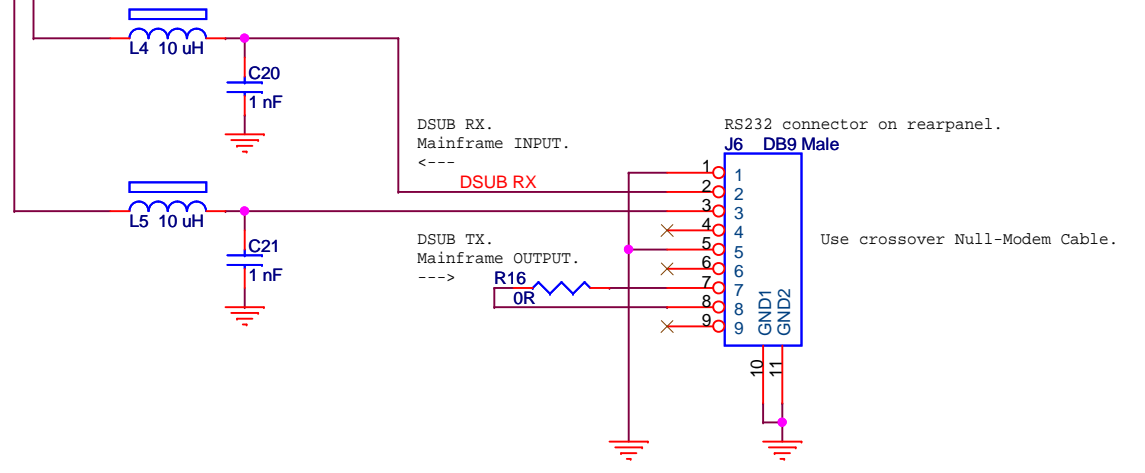 L4 10 uH
C20
1 nF
DSUB RX.
Mainframe INPUT.
<---
DSUB RX
RS232 connector on rearpanel.
J6 DB9 Male
1 1
2 2
3 3
4 4
5 5
6 6
7 7
8 8
9 9
GND1
GND2
10
11
L5 10 uH
C21
1 nF
DSUB TX.
Mainframe OUTPUT.
--->
R16
0R
Use crossover Null-Modem Cable.